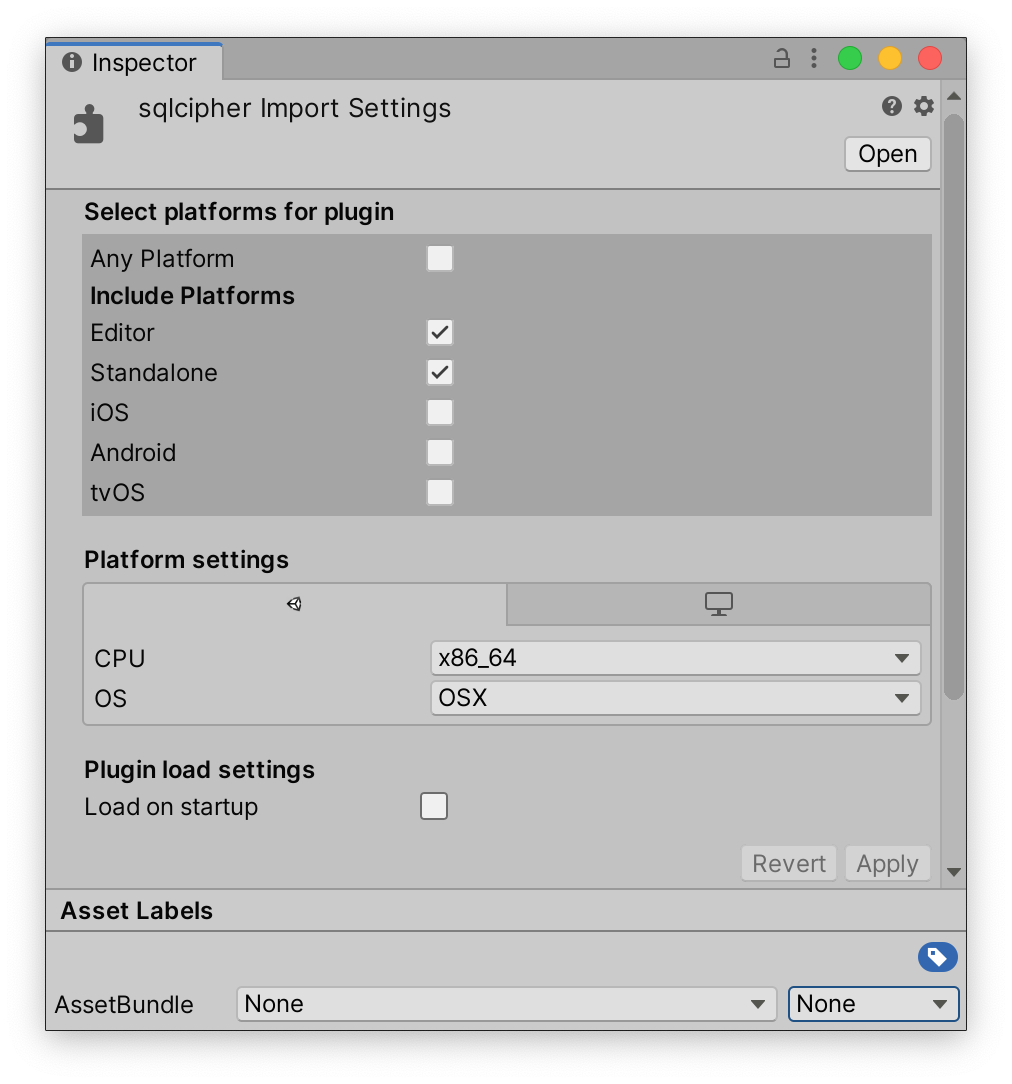 Inspector
sqlcipher Import Settings
Open
Select platforms for plugin
Any Platform
Include Platforms
Editor
Standalone
iOS
Android
tvOS
Platform settings
CPU x86_64
OS OSX
Plugin load settings
Load on startup
Revert Apply
Asset Labels
AssetBundle None None